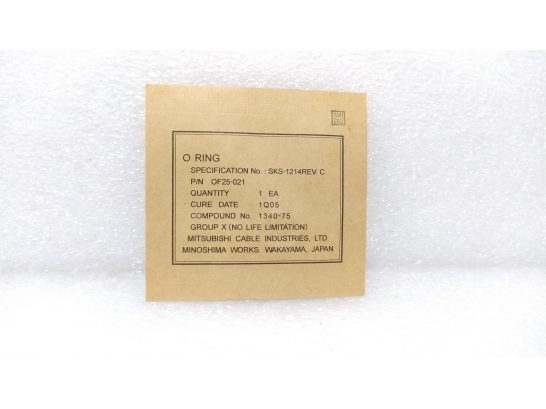 O RING
SPECIFICATION No. : SKS-1214REV. C
P/N OF25-021
QUANTITY 1 EA
CURE DATE 1Q05
COMPOUND No. 1340-75
GROUP X (NO LIFE LIMITATION)
MITSUBISHI CABLE INDUSTRIES, LTD.
MINOSHIMA WORKS. WAKAYAMA, JAPAN